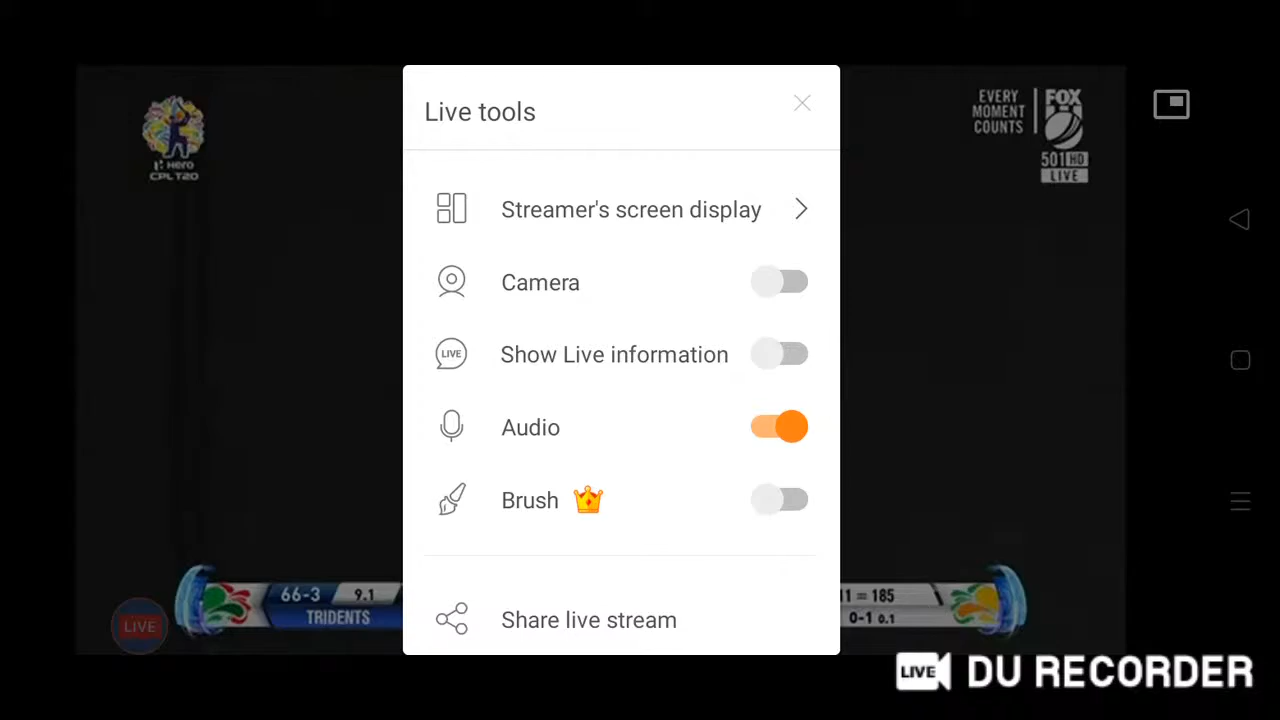 Live tools
EVERY
MOMENT
COUNTS
FOX
501 HD
LIVE
Hero
CPL T20
Streamer's screen display
Camera
LIVE
Show Live information
Audio
Brush
66-3
9.1
TRIDENTS
11 = 185
0-1 0.1
LIVE
Share live stream
LIVE
DU RECORDER